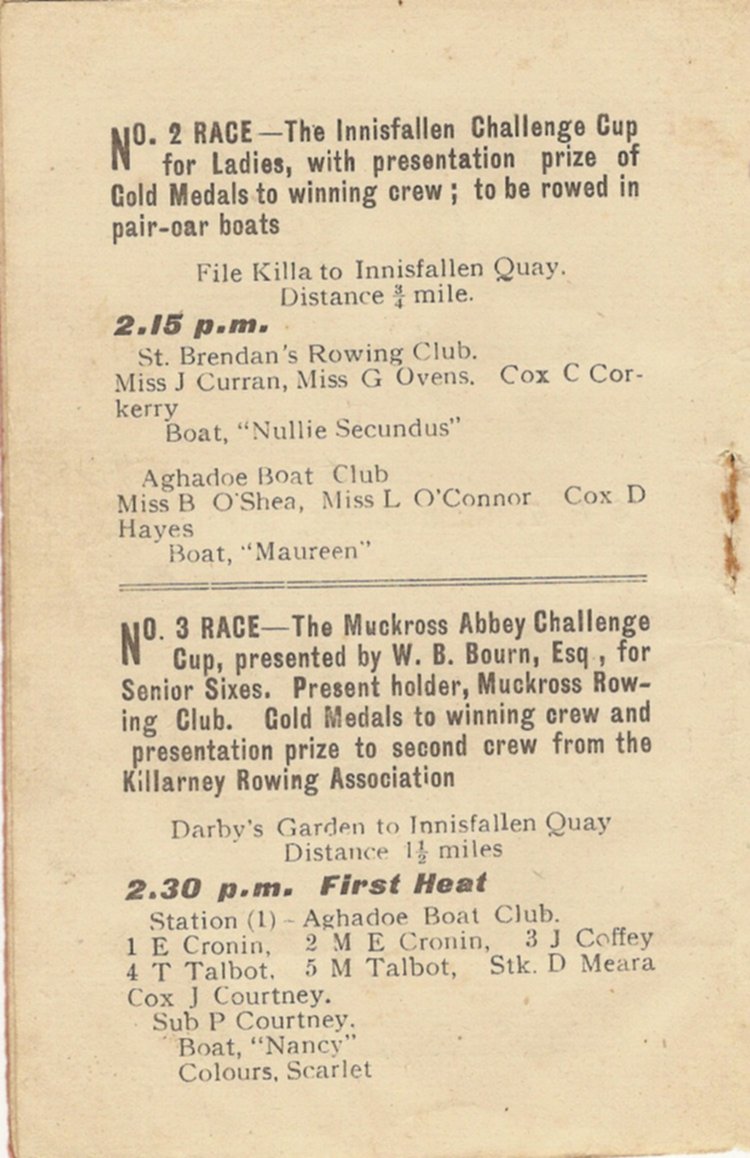 NO. 2 RACE—The Innisfallen Challenge Cup
for Ladies, with presentation prize of
Gold Medals to winning crew; to be rowed in
pair-oar boats
File Killa to Innisfallen Quay.
Distance ¾ mile.
2.15 p.m.
St. Brendan's Rowing Club.
Miss J Curran, Miss G Ovens. Cox C Cor-
kerry
Boat, "Nullie Secundus"
Aghadoe Boat Club
Miss B O'Shea, Miss L O'Connor Cox D
Hayes
Boat, "Maureen"
NO. 3 RACE—The Muckross Abbey Challenge
Cup, presented by W. B. Bourn, Esq, for
Senior Sixes. Present holder, Muckross Row-
ing Club. Gold Medals to winning crew and
presentation prize to second crew from the
Killarney Rowing Association
Darby's Garden to Innisfallen Quay
Distance 1½ miles
2.30 p.m. First Heat
Station (1) - Aghadoe Boat Club.
1 E Cronin, 2 M E Cronin, 3 J Coffey
4 T Talbot. 5 M Talbot, Stk. D Meara
Cox J Courtney.
Sub P Courtney.
Boat, "Nancy"
Colours, Scarlet